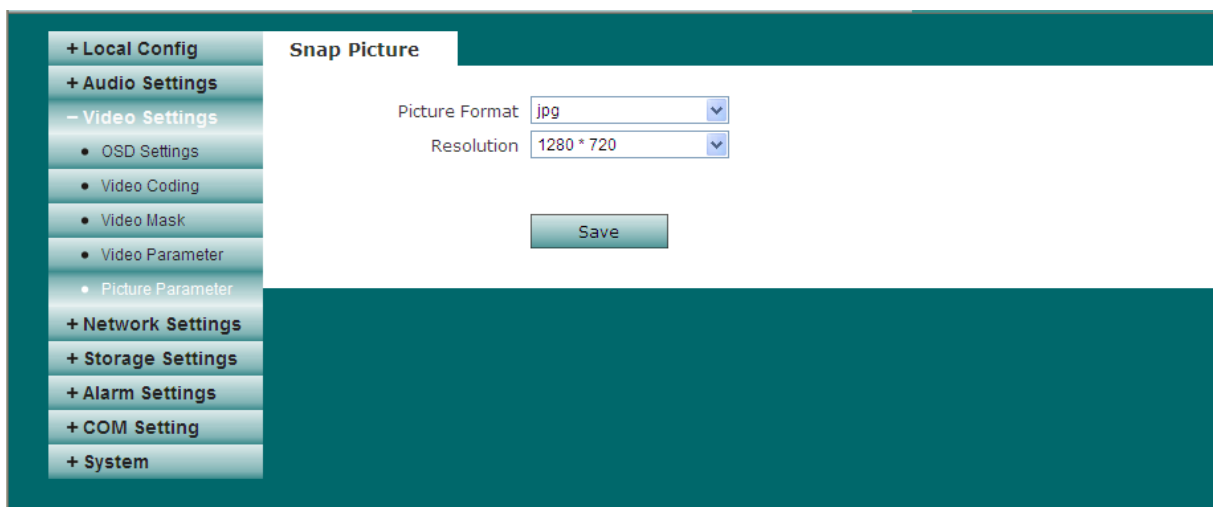 + Local Config
+ Audio Settings
− Video Settings
• OSD Settings
• Video Coding
• Video Mask
• Video Parameter
• Picture Parameter
+ Network Settings
+ Storage Settings
+ Alarm Settings
+ COM Setting
+ System
Snap Picture
Picture Format jpg
Resolution 1280 * 720
Save